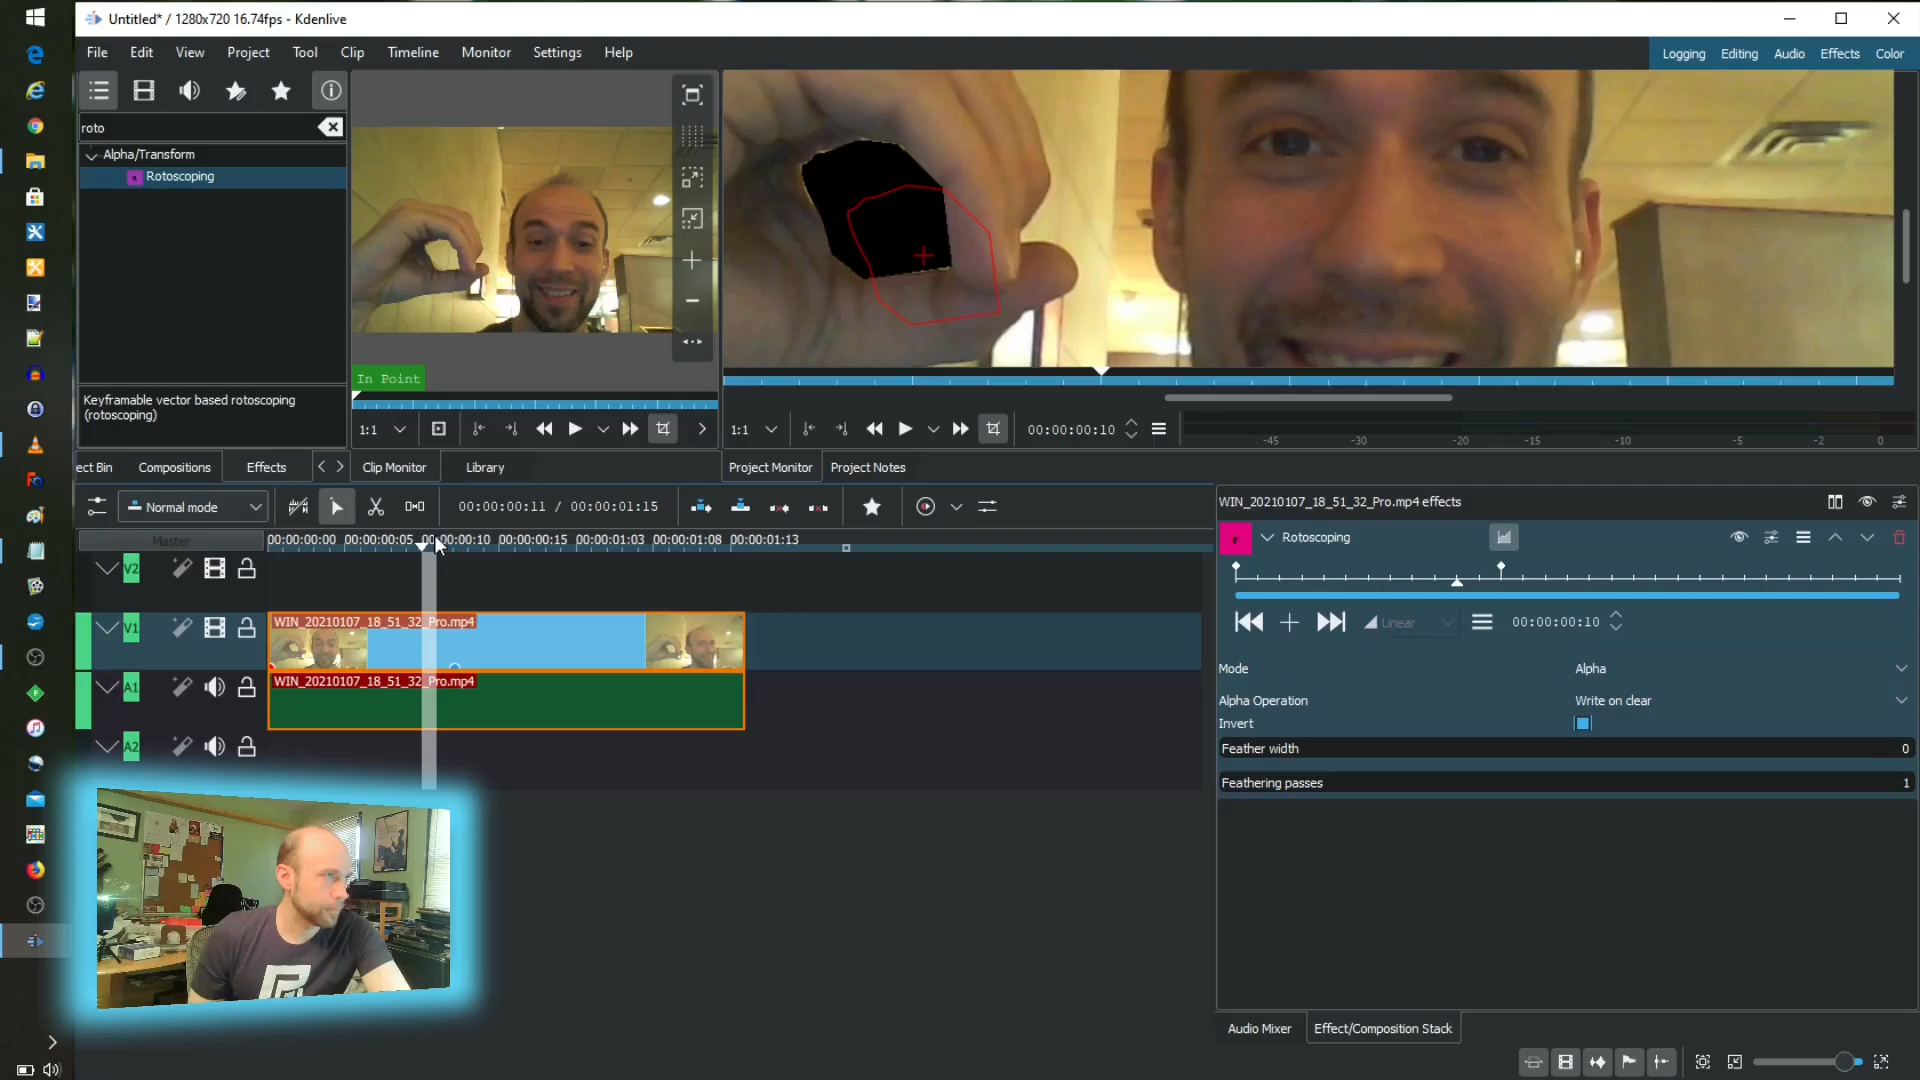 Untitled* / 1280x720 16.74fps - Kdenlive
File Edit View Project Tool Clip Timeline Monitor Settings Help
Logging Editing Audio Effects Color
roto
Alpha/Transform
Rotoscoping
Keyframable vector based rotoscoping
(rotoscoping)
In Point
1:1
1:1
00:00:00:10
-45 -30 -20 -15 -10 -5 -2 0
ect Bin Compositions Effects
Clip Monitor Library
Project Monitor Project Notes
Normal mode
00:00:00:11 / 00:00:01:15
WIN_20210107_18_51_32_Pro.mp4 effects
Master
00:00:00:00 00:00:00:05 00:00:00:10 00:00:00:15 00:00:01:03 00:00:01:08 00:00:01:13
Rotoscoping
V2
V1
WIN_20210107_18_51_32_Pro.mp4
Linear
00:00:00:10
A1
WIN_20210107_18_51_32_Pro.mp4
A2
Mode Alpha
Alpha Operation Write on clear
Invert
Feather width 0
Feathering passes 1
Audio Mixer Effect/Composition Stack